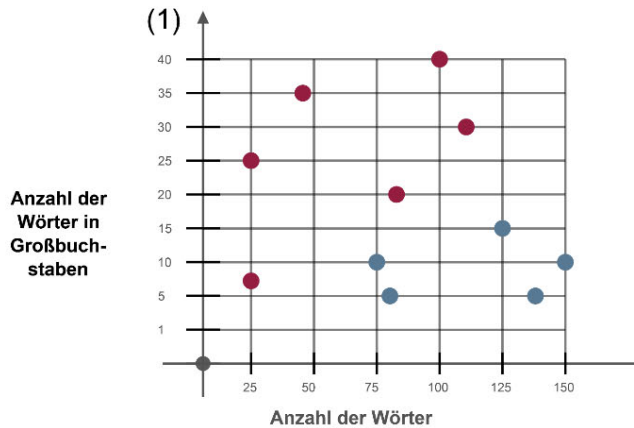 (1)
40
35
30
25
20
15
10
5
1
Anzahl der
Wörter in
Großbuch-
staben
25 50 75 100 125 150
Anzahl der Wörter